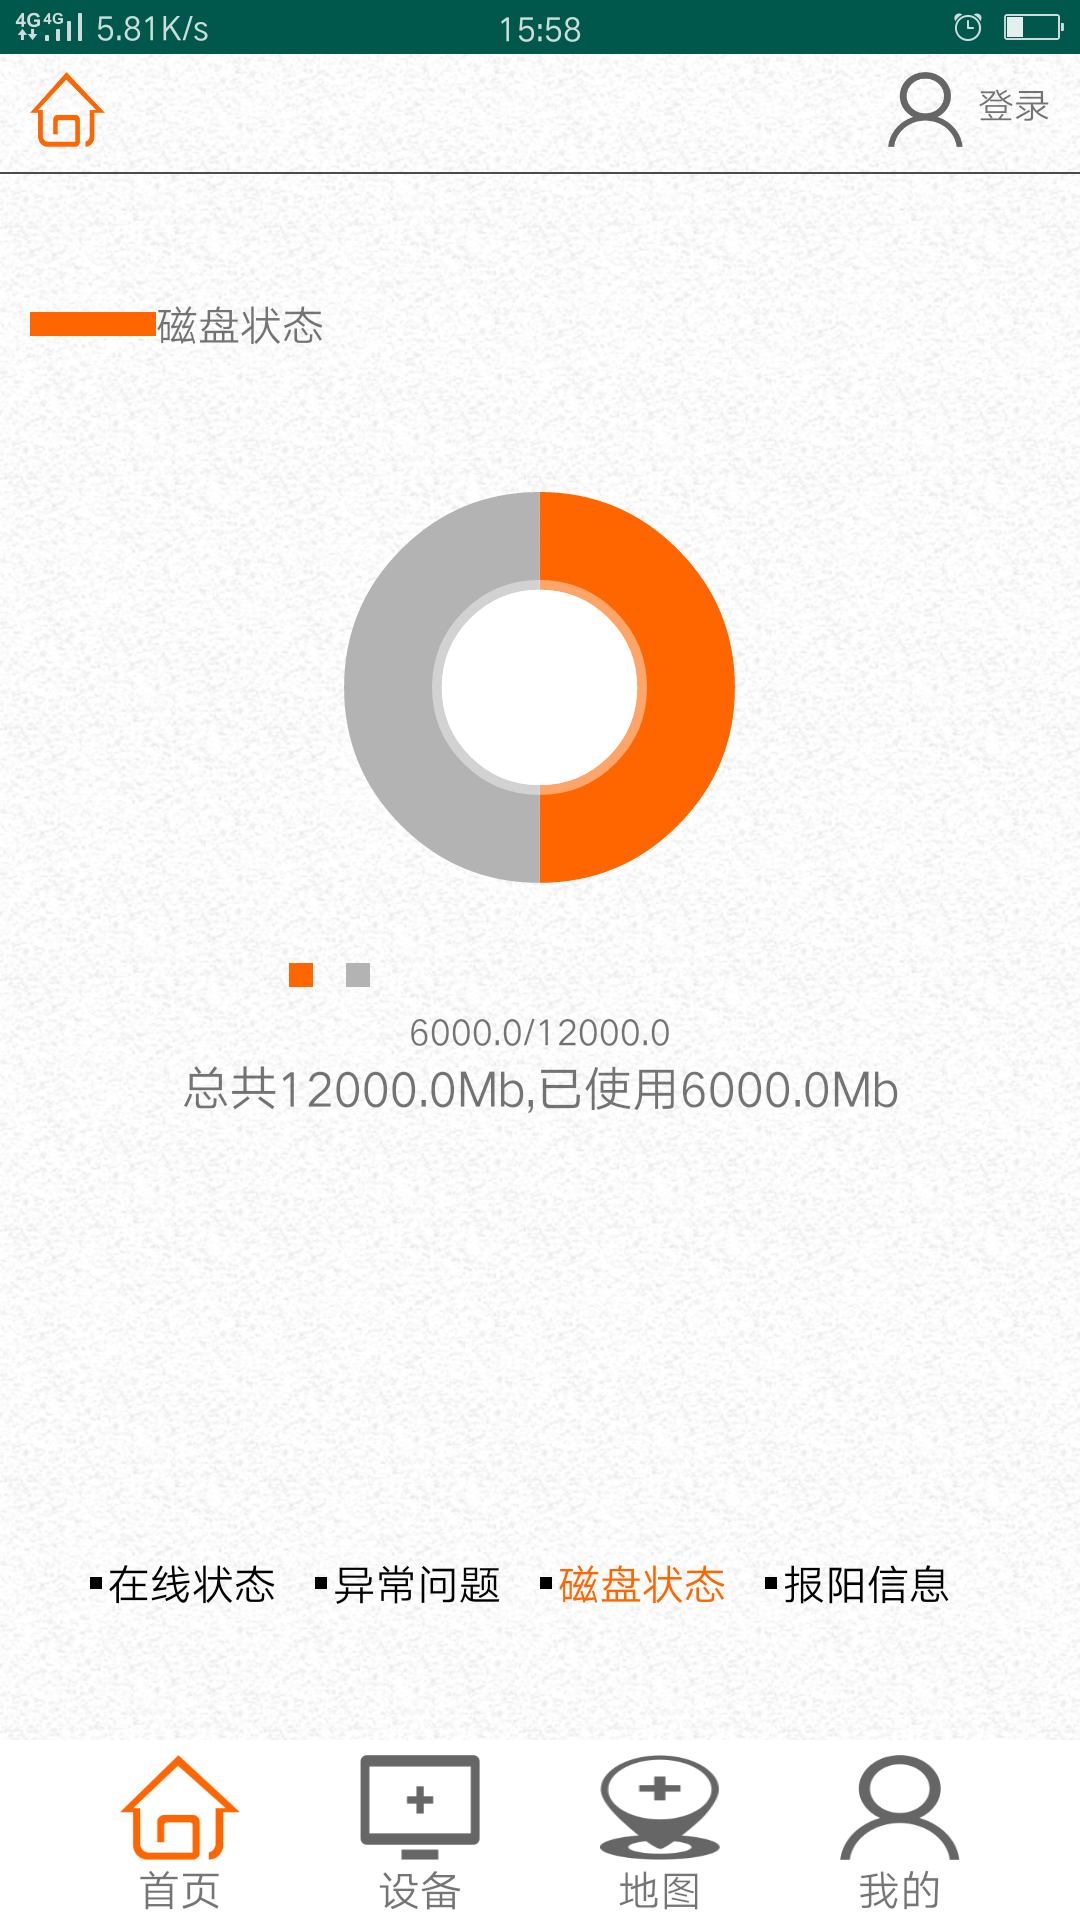 4G 4G 5.81K/s 15:58
登录
磁盘状态
6000.0/12000.0
总共12000.0Mb,已使用6000.0Mb
在线状态 异常问题 磁盘状态 报阳信息
首页 设备 地图 我的